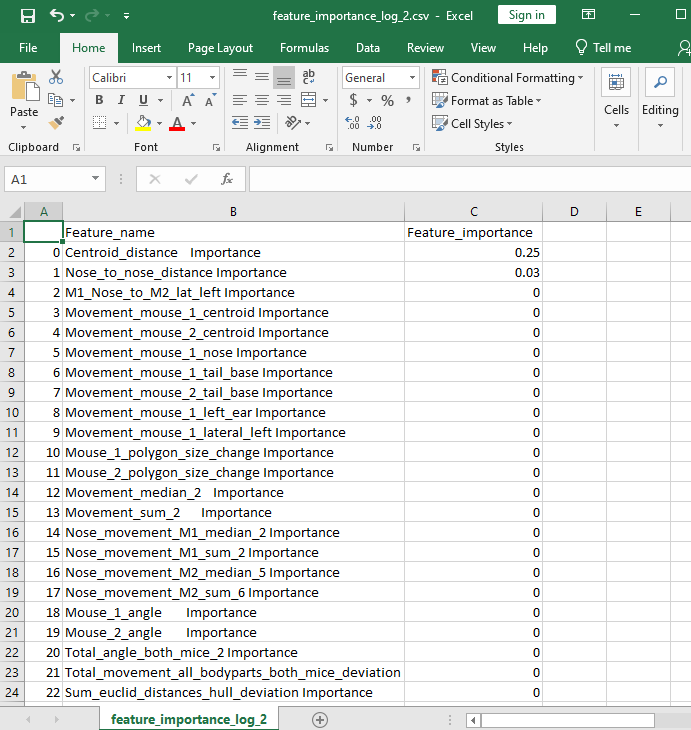 feature_importance_log_2.csv - Excel
Sign in
File Home Insert Page Layout Formulas Data Review View Help Tell me
Paste
Clipboard
Calibri 11
B I U A A
A
Font
ab
Alignment
General
$ % ,
.00 .00
Number
Conditional Formatting
Format as Table
Cell Styles
Styles
Cells
Editing
A1
fx
A B C D E
1 Feature_name Feature_importance
2 0 Centroid_distance Importance 0.25
3 1 Nose_to_nose_distance Importance 0.03
4 2 M1_Nose_to_M2_lat_left Importance 0
5 3 Movement_mouse_1_centroid Importance 0
6 4 Movement_mouse_2_centroid Importance 0
7 5 Movement_mouse_1_nose Importance 0
8 6 Movement_mouse_1_tail_base Importance 0
9 7 Movement_mouse_2_tail_base Importance 0
10 8 Movement_mouse_1_left_ear Importance 0
11 9 Movement_mouse_1_lateral_left Importance 0
12 10 Mouse_1_polygon_size_change Importance 0
13 11 Mouse_2_polygon_size_change Importance 0
14 12 Movement_median_2 Importance 0
15 13 Movement_sum_2 Importance 0
16 14 Nose_movement_M1_median_2 Importance 0
17 15 Nose_movement_M1_sum_2 Importance 0
18 16 Nose_movement_M2_median_5 Importance 0
19 17 Nose_movement_M2_sum_6 Importance 0
20 18 Mouse_1_angle Importance 0
21 19 Mouse_2_angle Importance 0
22 20 Total_angle_both_mice_2 Importance 0
23 21 Total_movement_all_bodyparts_both_mice_deviation 0
24 22 Sum_euclid_distances_hull_deviation Importance 0
feature_importance_log_2